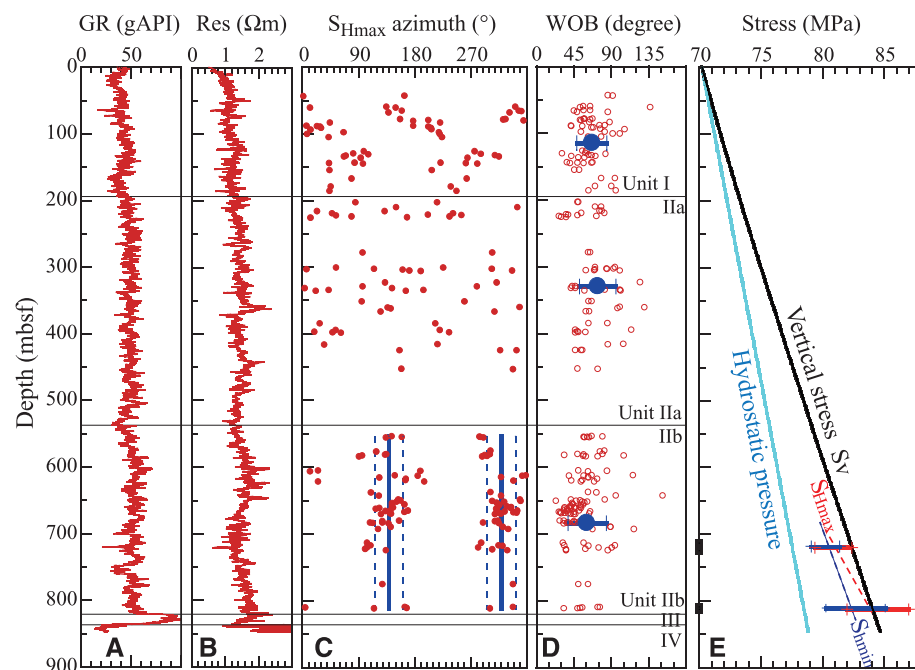 GR (gAPI) Res (Ωm) SHmax azimuth (°) WOB (degree) Stress (MPa)
0 50 0 1 2 0 90 180 270 0 45 90 135 70 75 80 85
Depth (mbsf)
0
100
200
300
400
500
600
700
800
900
Unit I
IIa
Unit IIa
IIb
Unit IIb
III
IV
Hydrostatic pressure
Vertical stress Sv
SHmax
Shmin
A B C D E